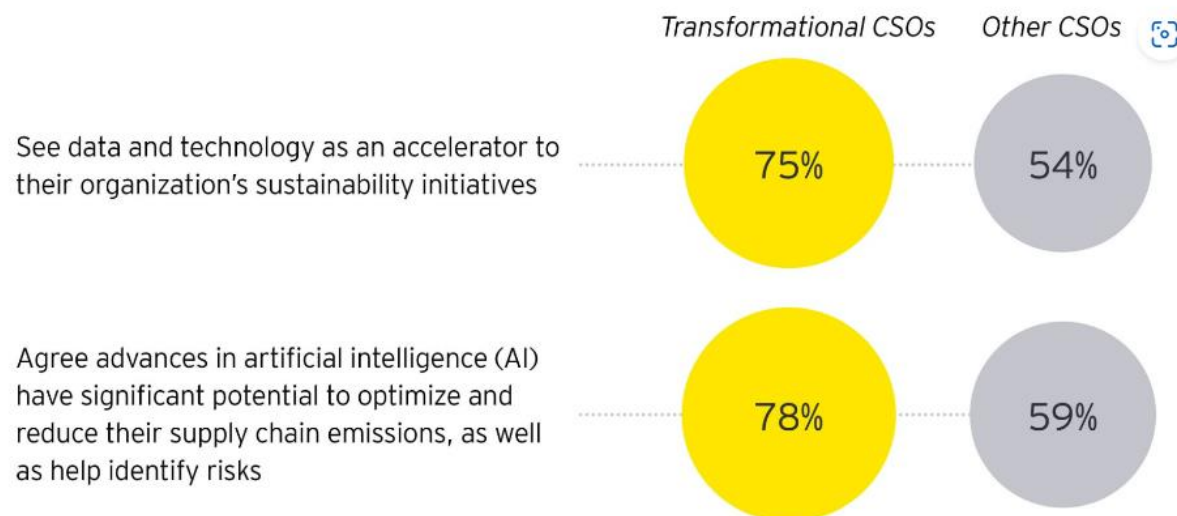 Transformational CSOs Other CSOs
See data and technology as an accelerator to
their organization’s sustainability initiatives
75% 54%
Agree advances in artificial intelligence (AI)
have significant potential to optimize and
reduce their supply chain emissions, as well
as help identify risks
78% 59%